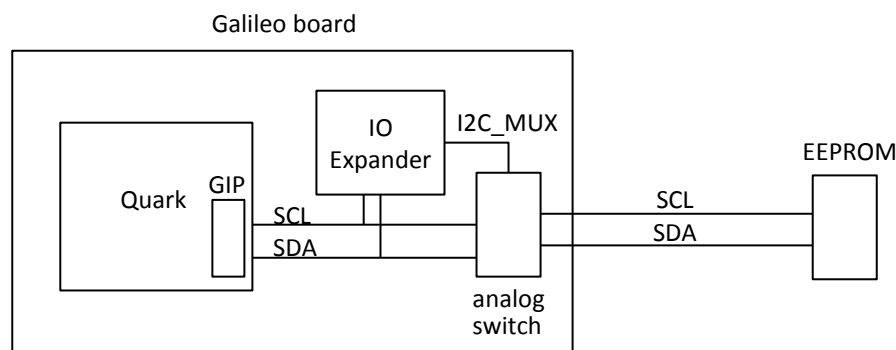 Galileo board
IO
Expander
I2C_MUX
EEPROM
GIP
Quark
SCL
SCL
SDA
SDA
analog
switch